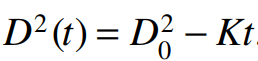 D²(t) = D₀² − Kt.